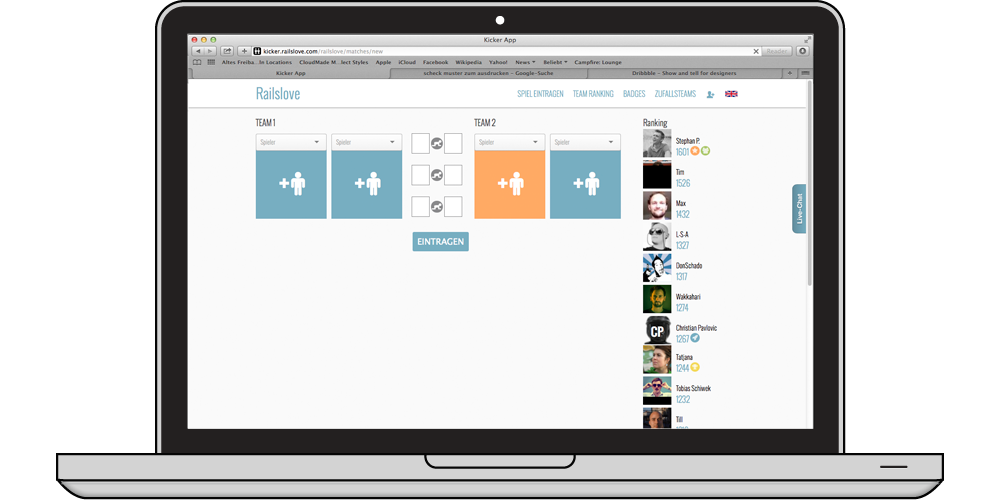 Kicker App
kicker.railslove.com/railslove/matches/new
Reader
Altes Freibu...ln Locations CloudMade M...lect Styles Apple iCloud Facebook Wikipedia Yahoo! News Beliebt Campfire: Lounge
Kicker App scheck muster zum ausdrucken - Google-Suche Dribbble - Show and tell for designers
Railslove SPIEL EINTRAGEN TEAM RANKING BADGES ZUFALLSTEAMS
TEAM 1 TEAM 2
Spieler Spieler Spieler Spieler
EINTRAGEN
Ranking
Stephan P.
1601
Tim
1526
Max
1432
L-S-A
1327
DenSchado
1317
Wakkahari
1274
CP
Christian Pavlovic
1267
Tatjana
1244
Tobias Schiwek
1232
Till
Live-Chat